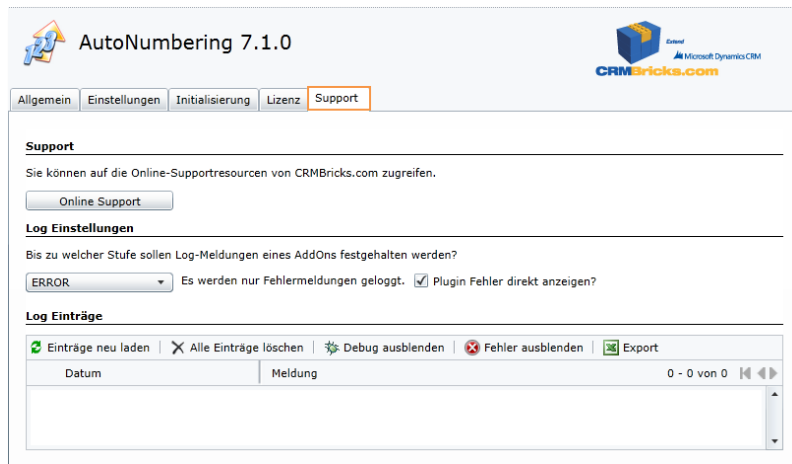 123
AutoNumbering 7.1.0
Extend
Microsoft Dynamics CRM
CRMBricks.com
Allgemein Einstellungen Initialisierung Lizenz Support
Support
Sie können auf die Online-Supportresourcen von CRMBricks.com zugreifen.
Online Support
Log Einstellungen
Bis zu welcher Stufe sollen Log-Meldungen eines AddOns festgehalten werden?
ERROR Es werden nur Fehlermeldungen geloggt. Plugin Fehler direkt anzeigen?
Log Einträge
Einträge neu laden Alle Einträge löschen Debug ausblenden Fehler ausblenden Export
Datum Meldung 0 - 0 von 0